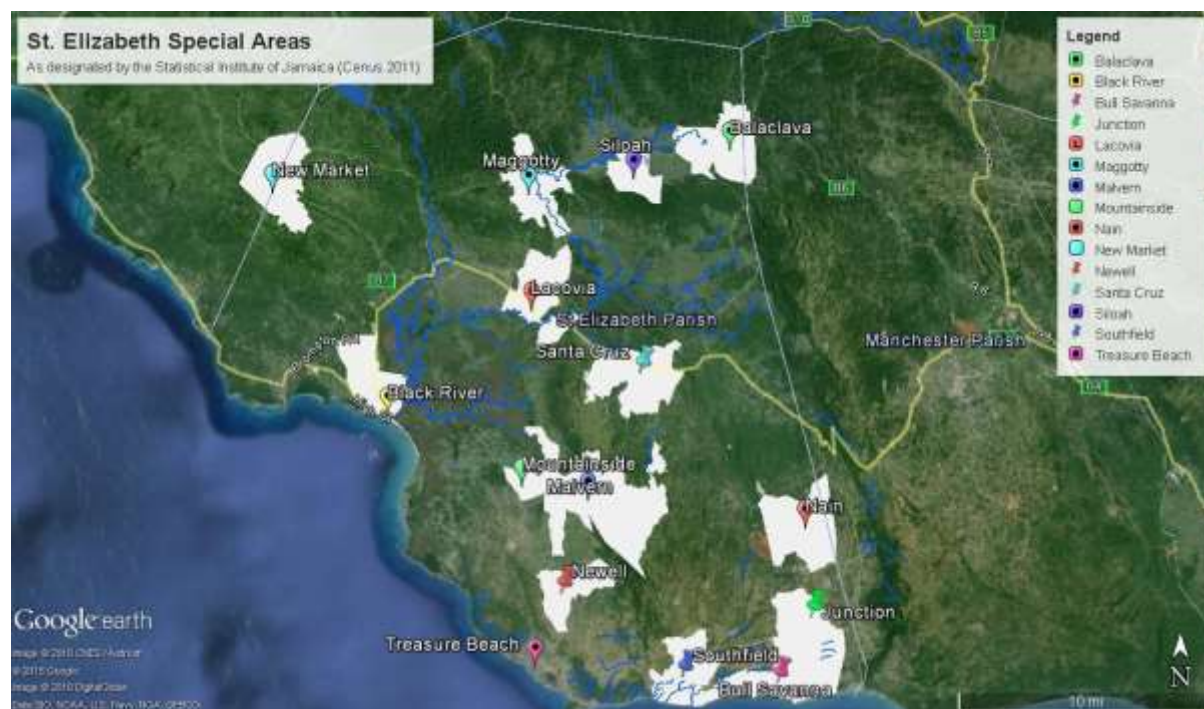 St. Elizabeth Special Areas
As designated by the Statistical Institute of Jamaica (Cenus 2011)
Legend
Balaclava
Black River
Bull Savanna
Junction
Lacovia
Maggotty
Malvern
Mountainside
Nain
New Market
Newell
Santa Cruz
Siloah
Southfield
Treasure Beach
Balaclava
Siloah
Maggotty
New Market
B6
Lacovia
St Elizabeth Parish
Manchester Parish
Santa Cruz
Black River
Mountainside
Malvern
Nain
Newell
Junction
Treasure Beach
Southfield
Bull Savanna
Google earth
© 2015 Google
N
10 mi